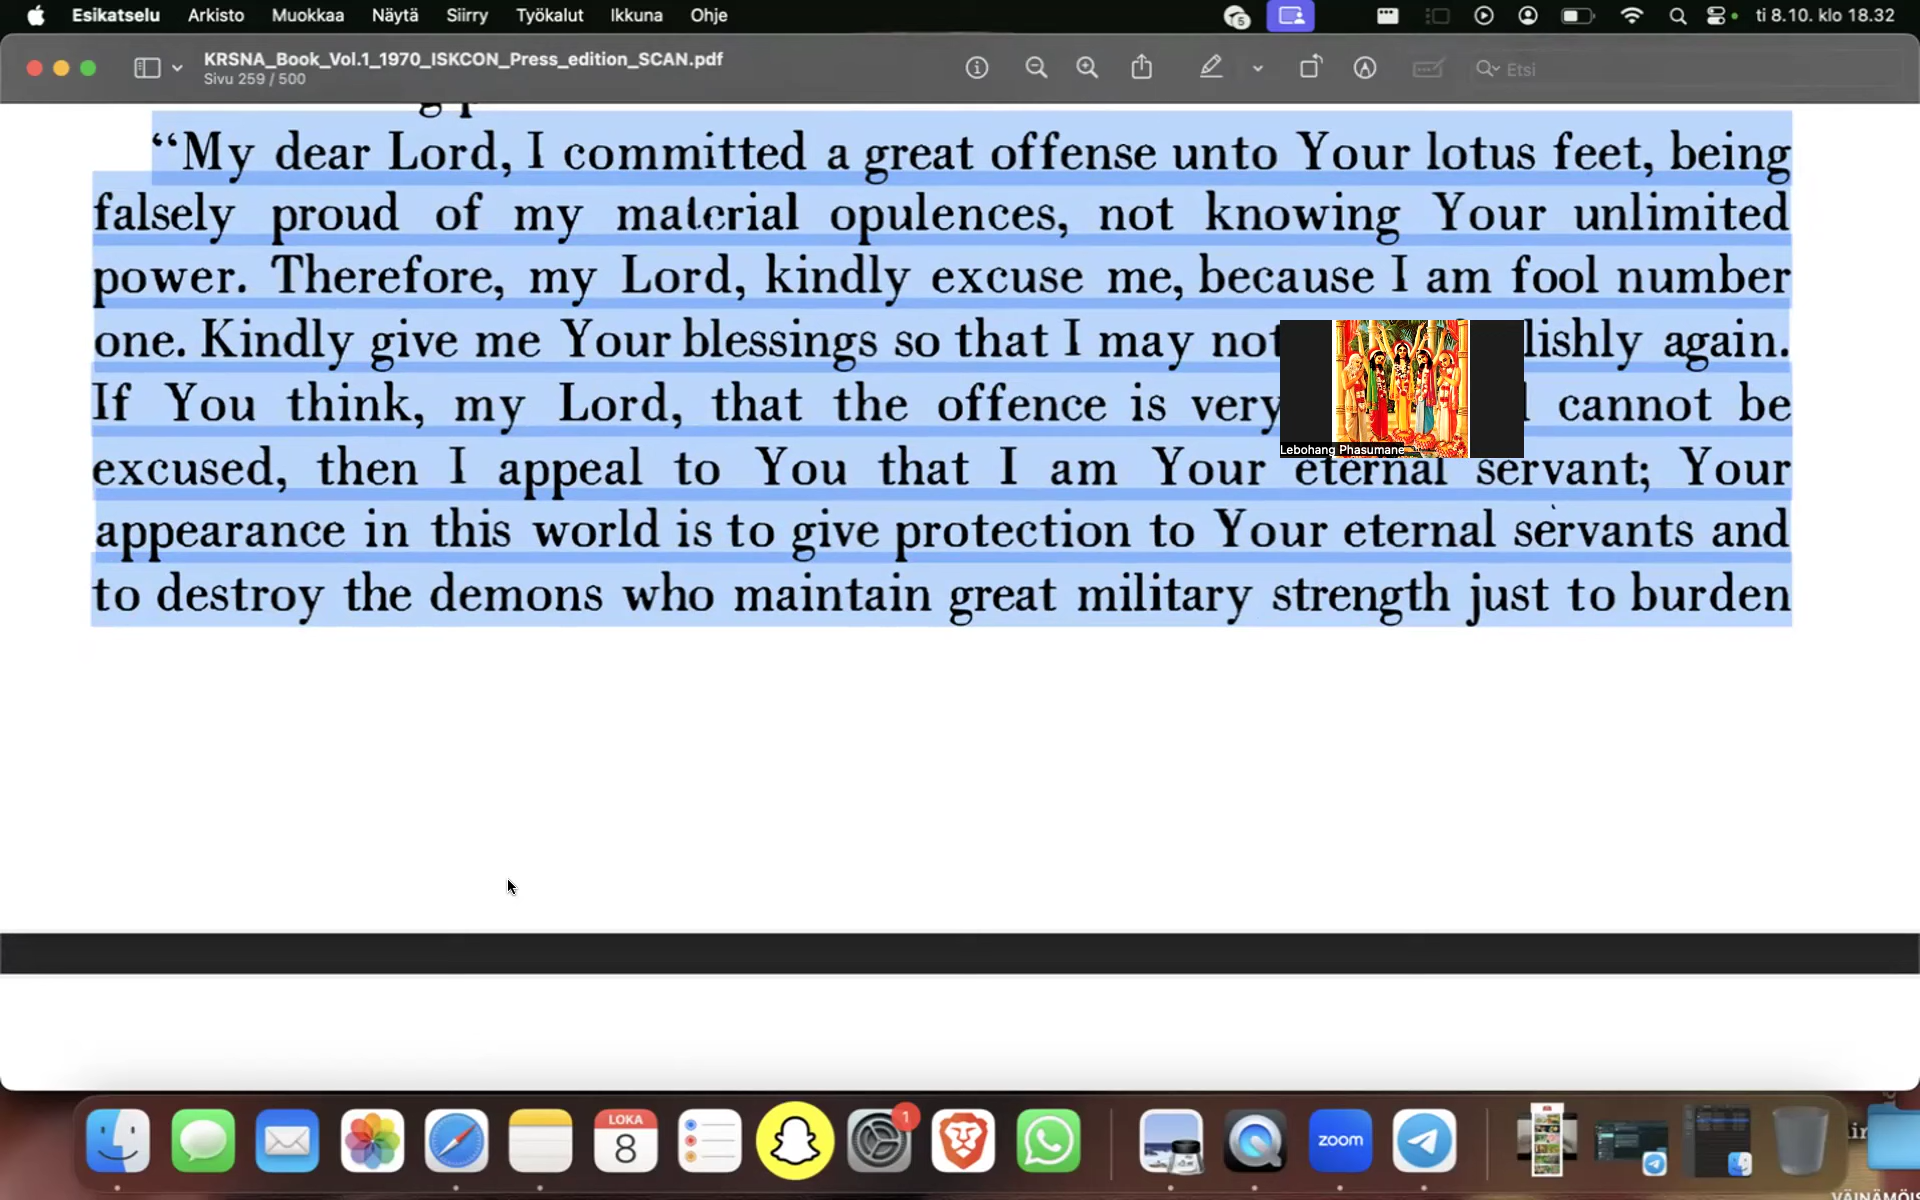 Esikatselu Arkisto Muokkaa Näytä Siirry Työkalut Ikkuna Ohje 5 ti 8.10. klo 18.32
KRSNA_Book_Vol.1_1970_ISKCON_Press_edition_SCAN.pdf
Sivu 259 / 500
Etsi
“My dear Lord, I committed a great offense unto Your lotus feet, being
falsely proud of my material opulences, not knowing Your unlimited
power. Therefore, my Lord, kindly excuse me, because I am fool number
one. Kindly give me Your blessings so that I may not lishly again.
If You think, my Lord, that the offence is very cannot be
Lebohang Phasumane
excused, then I appeal to You that I am Your eternal servant; Your
appearance in this world is to give protection to Your eternal servants and
to destroy the demons who maintain great military strength just to burden
LOKA
8
1
zoom